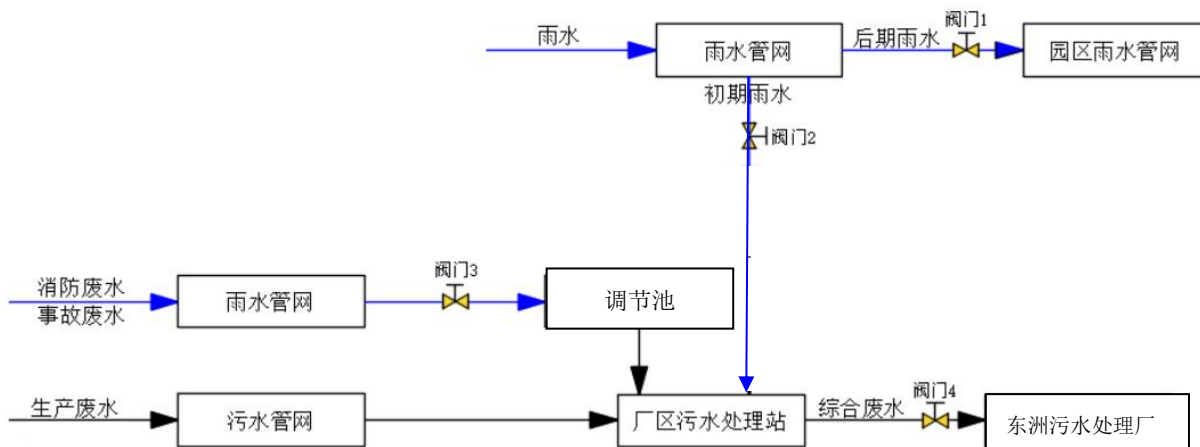 雨水
雨水管网
后期雨水
阀门1
园区雨水管网
初期雨水
阀门2
消防废水
事故废水
雨水管网
阀门3
调节池
生产废水
污水管网
厂区污水处理站
综合废水
阀门4
东洲污水处理厂